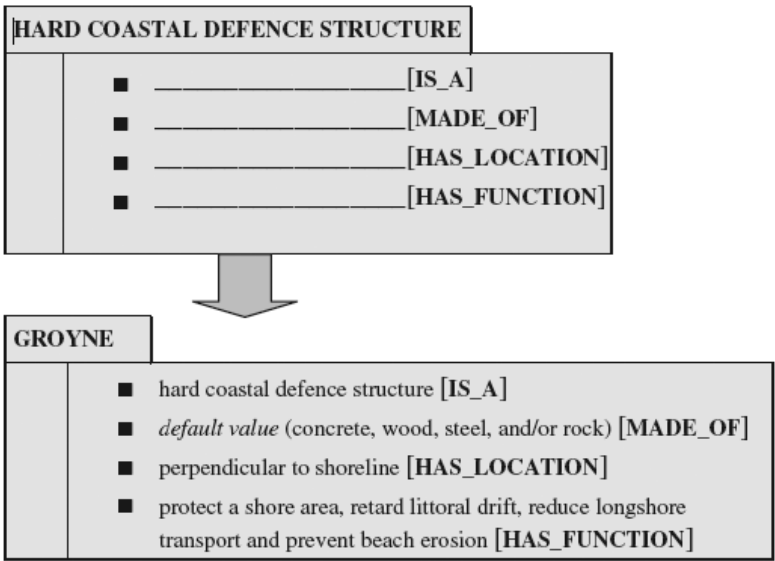 HARD COASTAL DEFENCE STRUCTURE
■ ____________________[IS_A]
■ ____________________[MADE_OF]
■ ____________________[HAS_LOCATION]
■ ____________________[HAS_FUNCTION]
GROYNE
■ hard coastal defence structure [IS_A]
■ default value (concrete, wood, steel, and/or rock) [MADE_OF]
■ perpendicular to shoreline [HAS_LOCATION]
■ protect a shore area, retard littoral drift, reduce longshore
transport and prevent beach erosion [HAS_FUNCTION]